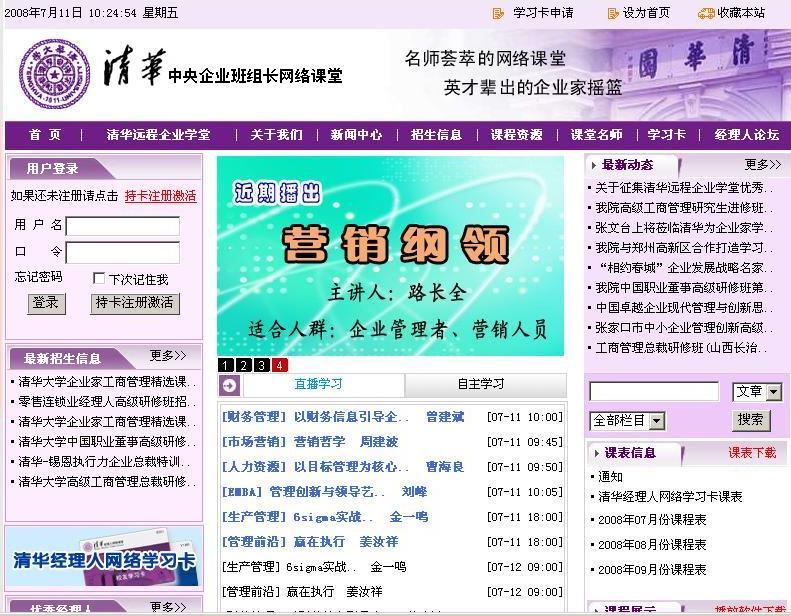 2008年7月11日 10:24:54 星期五
学习卡申请 设为首页 收藏本站
清华 中央企业班组长网络课堂
名师荟萃的网络课堂
英才辈出的企业家摇篮
首 页 | 清华远程企业学堂 | 关于我们 | 新闻中心 | 招生信息 | 课程资源 | 课堂名师 | 学习卡 | 经理人论坛
用户登录
如果还未注册请点击 持卡注册激活
用 户 名
口 令
忘记密码 下次记住我
登录 持卡注册激活
最新招生信息 更多>>
清华大学企业家工商管理精选课..
零售连锁业经理人高级研修班招..
清华大学企业家工商管理精选课..
清华大学中国职业董事高级研修..
清华-锡恩执行力企业总裁特训..
清华大学高级工商管理总裁研修..
清华经理人网络学习卡
优秀经理人 更多>>
近期播出
营销纲领
主讲人：路长全
适合人群：企业管理者、营销人员
1 2 3 4
直播学习 自主学习
[财务管理] 以财务信息引导企.. 曾建斌 [07-11 10:00]
[市场营销] 营销哲学 周建波 [07-11 09:45]
[人力资源] 以目标管理为核心.. 曹海良 [07-11 09:50]
[EMBA] 管理创新与领导艺.. 刘峰 [07-11 10:05]
[生产管理] 6sigma实战.. 金一鸣 [07-11 18:00]
[管理前沿] 赢在执行 姜汝祥 [07-11 18:00]
[生产管理] 6sigma实战.. 金一鸣 [07-12 09:00]
[管理前沿] 赢在执行 姜汝祥 [07-12 09:00]
最新动态 更多>>
关于征集清华远程企业学堂优秀..
我院高级工商管理研究生进修班..
张文台上将莅临清华为企业家学..
我院与郑州高新区合作打造学习..
“相约春城”企业发展战略名家..
我院中国职业董事高级研修班第..
中国卓越企业现代管理与创新思..
张家口市中小企业管理创新高级..
工商管理总裁研修班(山西长治..
文章
全部栏目 搜索
课表信息 课表下载
通知
清华经理人网络学习卡课表
2008年07月份课程表
2008年08月份课程表
2008年09月份课程表
课程展示 播放软件下载